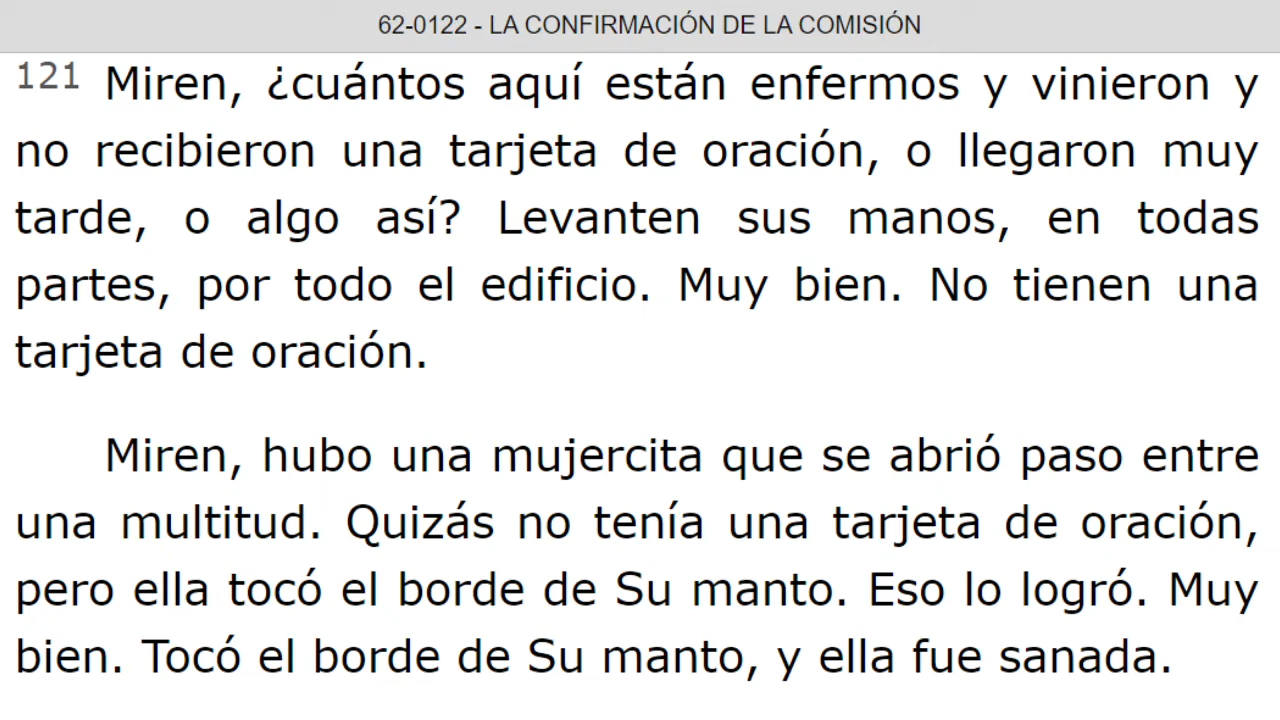 62-0122 - LA CONFIRMACIÓN DE LA COMISIÓN
121 Miren, ¿cuántos aquí están enfermos y vinieron y
no recibieron una tarjeta de oración, o llegaron muy
tarde, o algo así? Levanten sus manos, en todas
partes, por todo el edificio. Muy bien. No tienen una
tarjeta de oración.
Miren, hubo una mujercita que se abrió paso entre
una multitud. Quizás no tenía una tarjeta de oración,
pero ella tocó el borde de Su manto. Eso lo logró. Muy
bien. Tocó el borde de Su manto, y ella fue sanada.